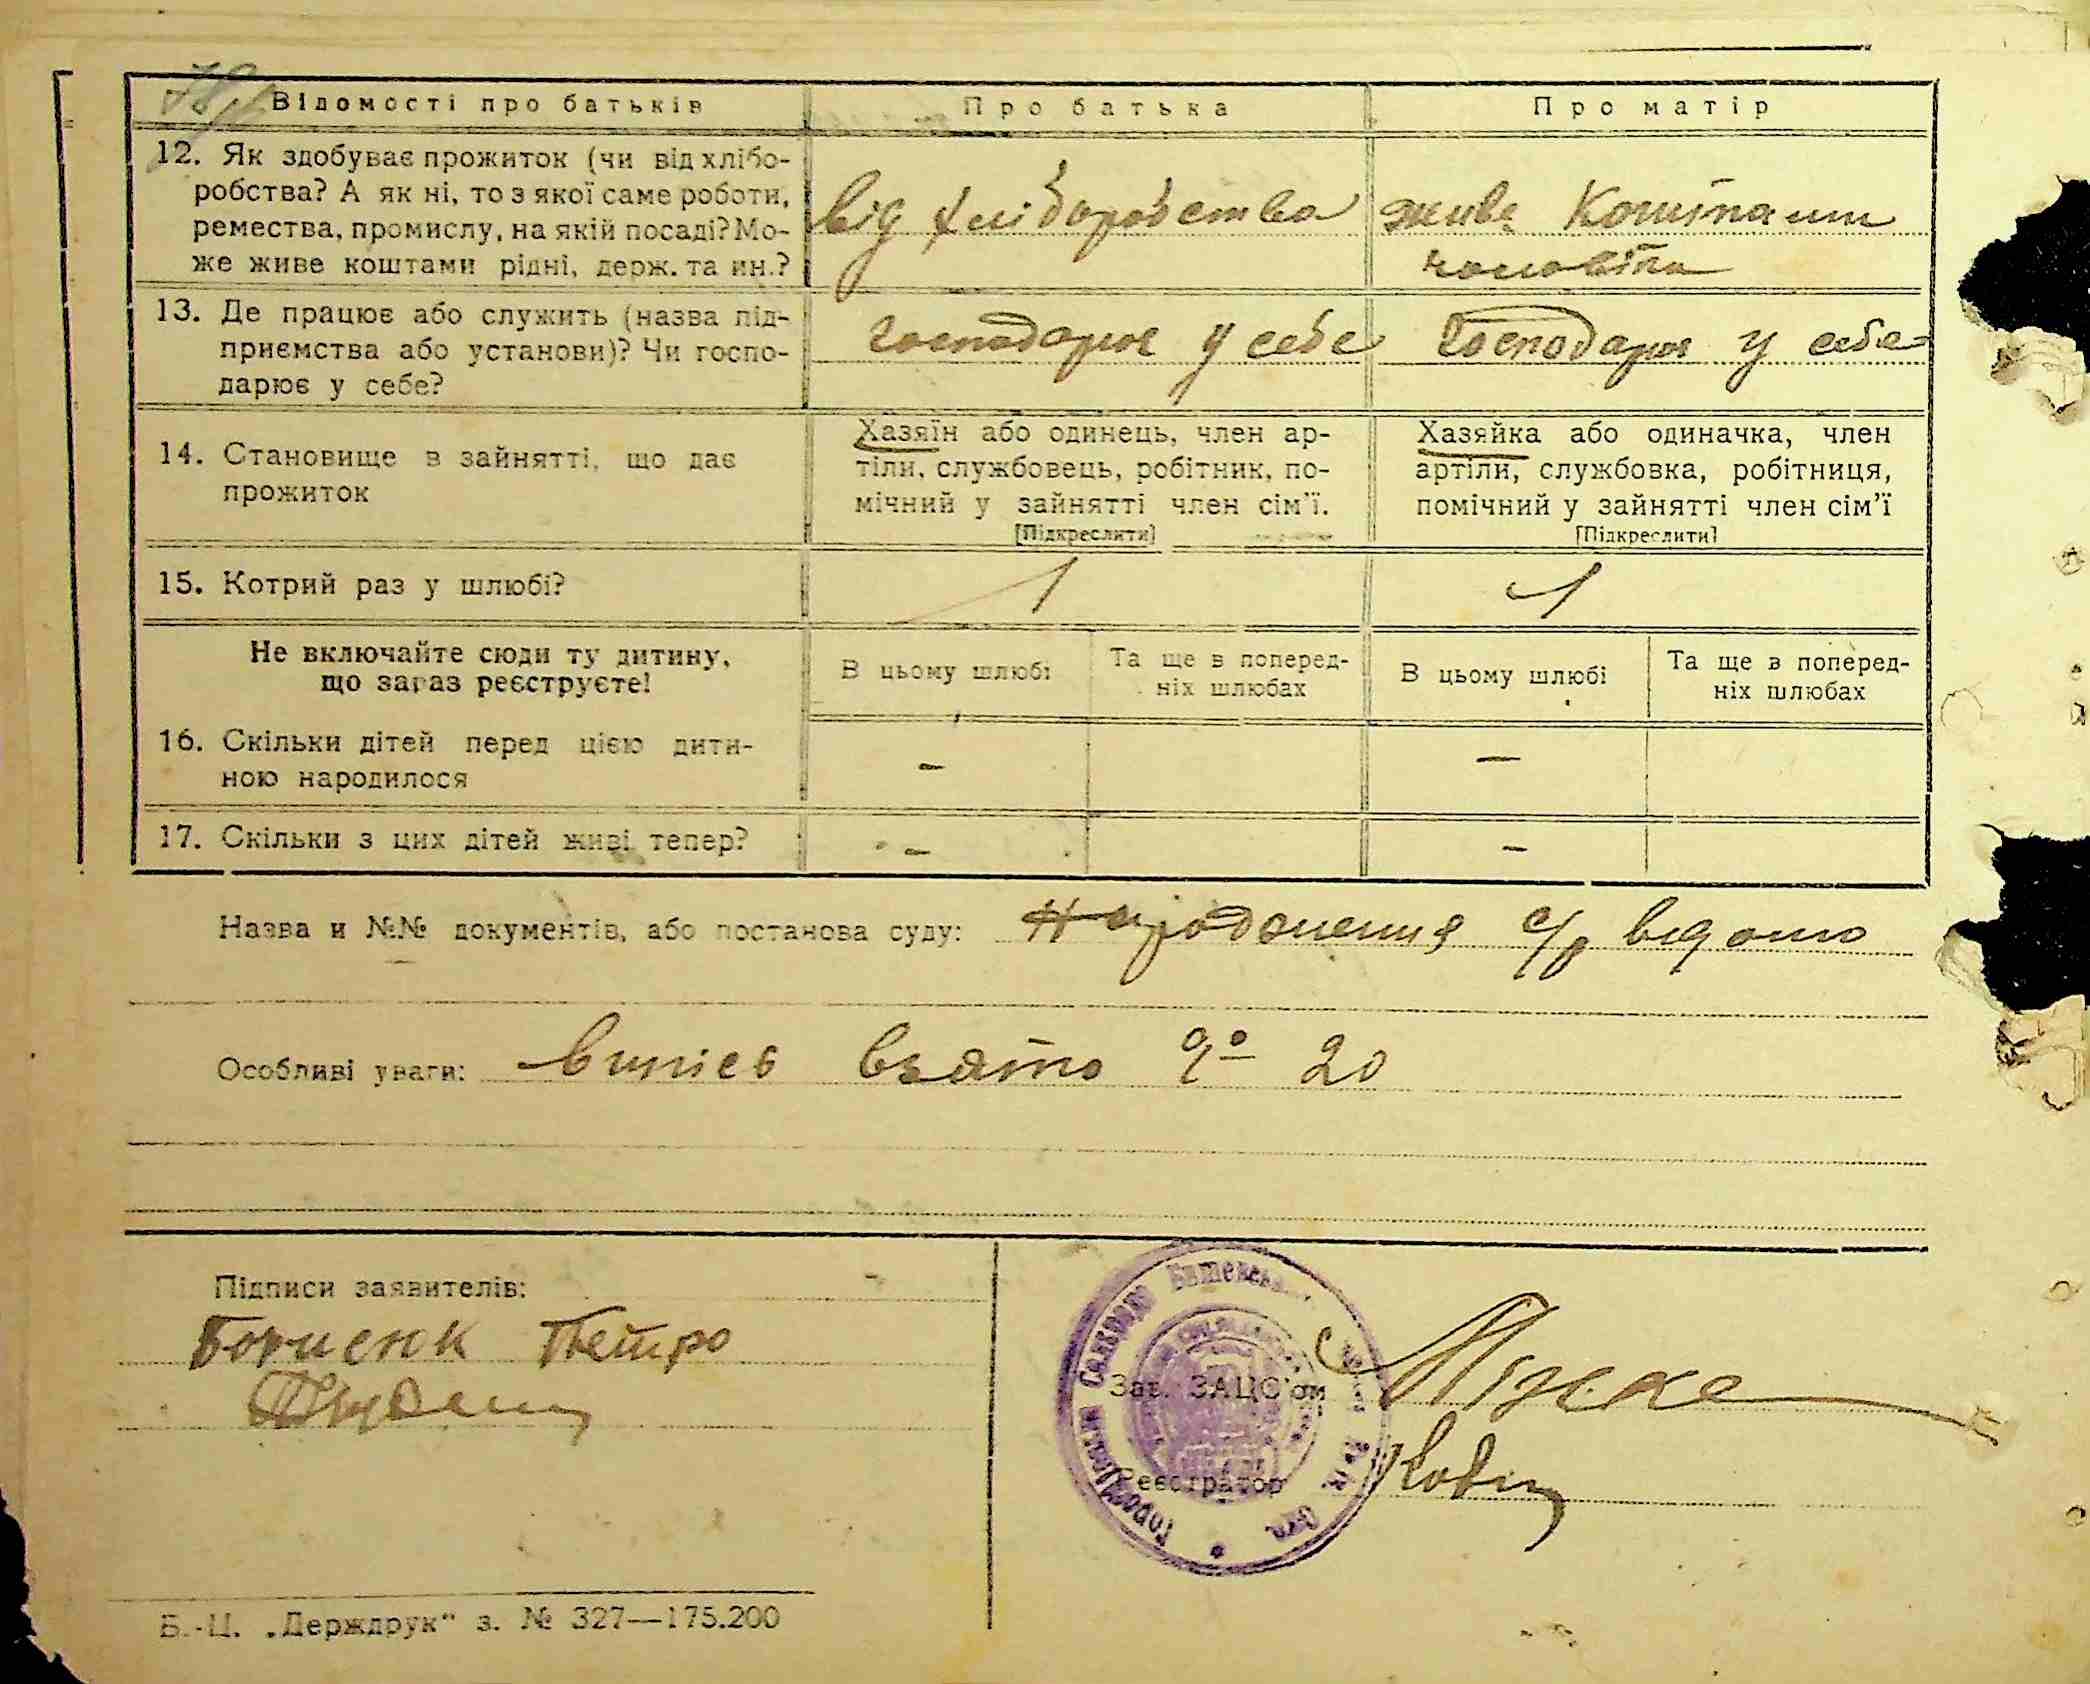 Відомості про батьків
Про батька
Про матір
12. Як здобуває прожиток (чи від хлібо-
робства? А як ні, то з якої саме роботи,
ремества, промислу, на якій посаді? Мо-
же живе коштами рідні, держ. та ин.?
від хліборобства
живе коштами
чоловіка
13. Де працює або служить (назва під-
приємства або установи)? Чи госпо-
дарює у себе?
господарює у себе
господарює у себе
14. Становище в зайнятті, що дає
прожиток
Хазяїн або одинець, член ар-
тіли, службовець, робітник, по-
мічний у зайнятті член сім'ї.
[Підкреслити]
Хазяйка або одиначка, член
артіли, службовка, робітниця,
помічний у зайнятті член сім'ї
[Підкреслити]
15. Котрий раз у шлюбі?
1
1
Не включайте сюди ту дитину,
що зараз реєструєте!
В цьому шлюбі
Та ще в поперед-
ніх шлюбах
В цьому шлюбі
Та ще в поперед-
ніх шлюбах
16. Скільки дітей перед цією дити-
ною народилося
–
–
17. Скільки з цих дітей живі тепер?
–
–
Назва и №№ документів, або постанова суду: с/р відомо
Особливі уваги: взято до 20
Підписи заявителів:
Петро
Зав. ЗАЦС'ом
Реєстратор
Б.-Ц. „Держдрук" з. № 327—175.200